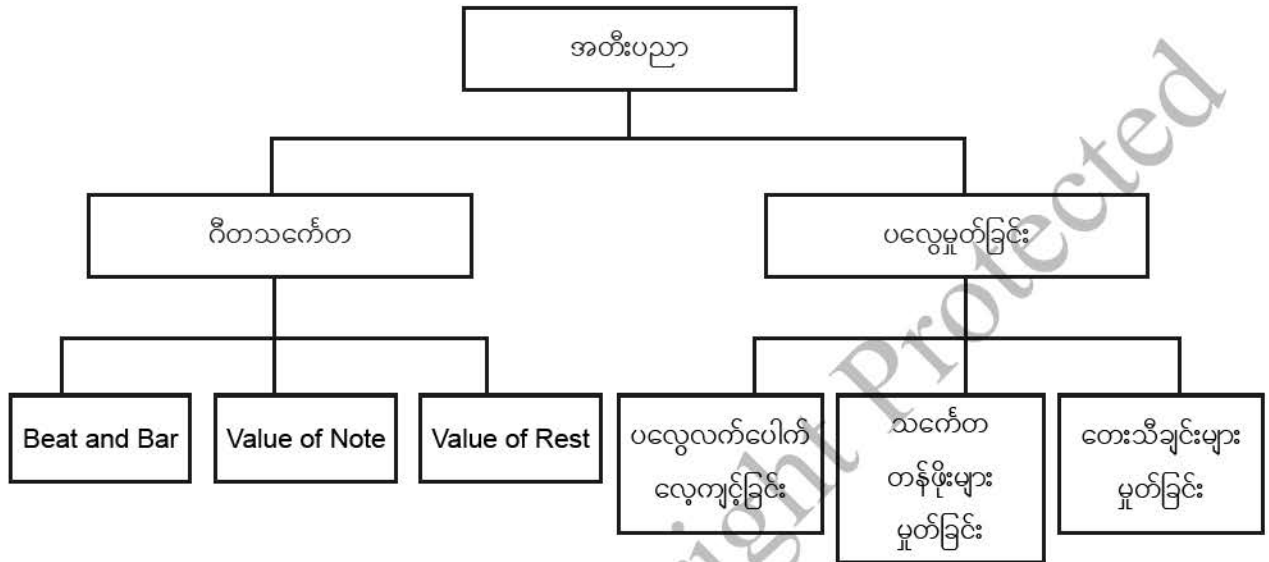 အတီးပညာ
ဂီတသင်္ကေတ
ပလွေမှုတ်ခြင်း
Beat and Bar
Value of Note
Value of Rest
ပလွေလက်ပေါက်
လေ့ကျင့်ခြင်း
သင်္ကေတ
တန်ဖိုးများ
မှုတ်ခြင်း
တေးသီချင်းများ
မှုတ်ခြင်း
right Protected